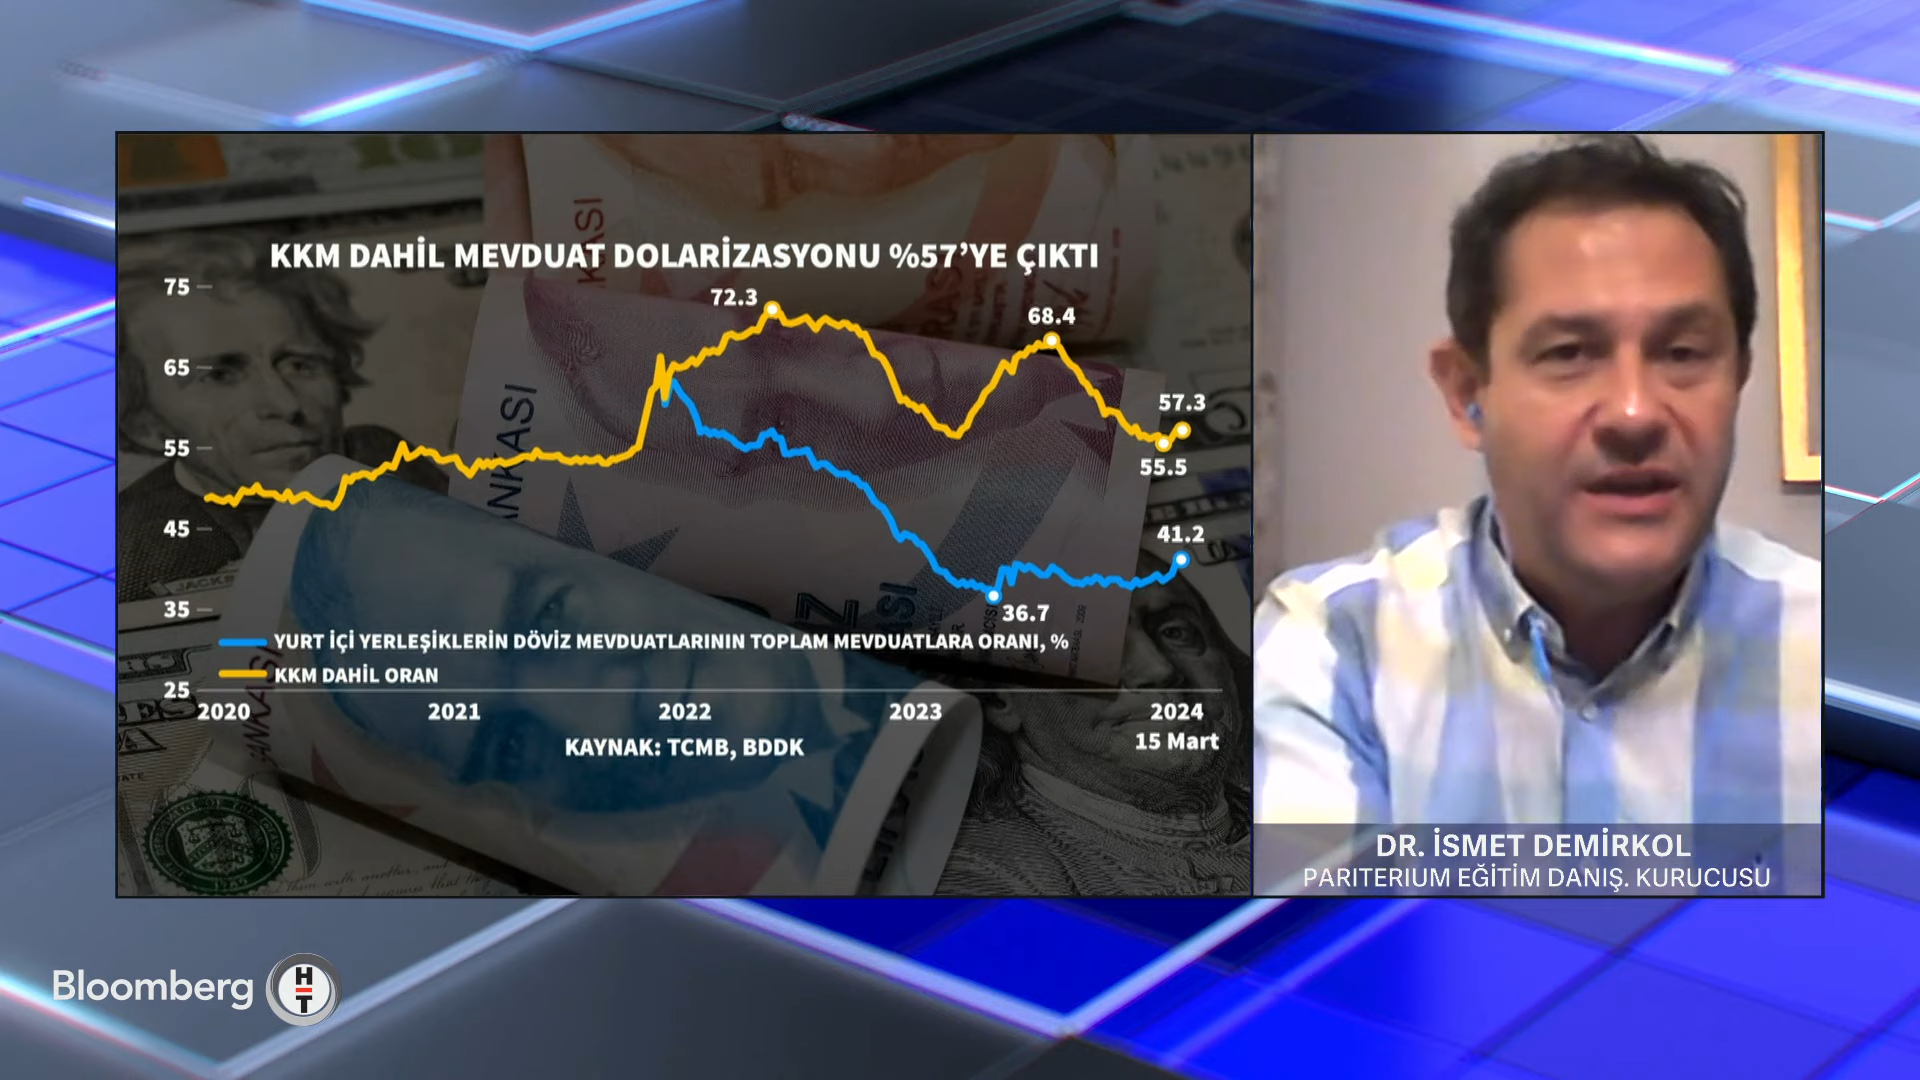 KKM DAHİL MEVDUAT DOLARİZASYONU %57'YE ÇIKTI
75
72.3
68.4
65
57.3
55
55.5
45
41.2
35
36.7
YURT İÇİ YERLEŞİKLERİN DÖVİZ MEVDUATLARININ TOPLAM MEVDUATLARA ORANI, %
KKM DAHİL ORAN
25
2020 2021 2022 2023 2024
15 Mart
KAYNAK: TCMB, BDDK
DR. İSMET DEMİRKOL
PARİTERIUM EĞİTİM DANIŞ. KURUCUSU
Bloomberg HT